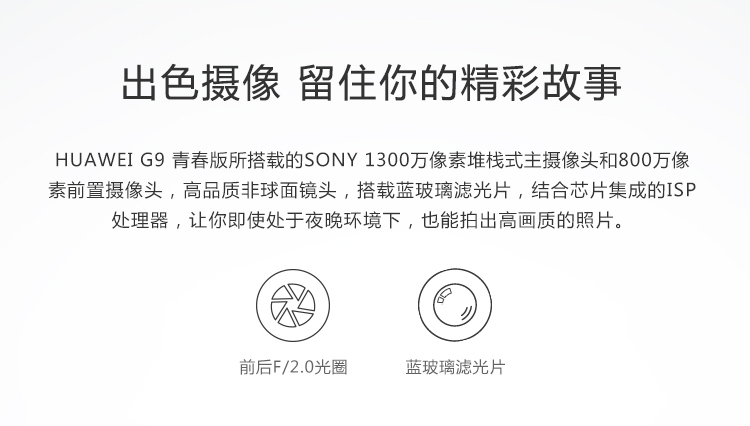 出色摄像 留住你的精彩故事
HUAWEI G9 青春版所搭载的SONY 1300万像素堆栈式主摄像头和800万像
素前置摄像头，高品质非球面镜头，搭载蓝玻璃滤光片，结合芯片集成的ISP
处理器，让你即使处于夜晚环境下，也能拍出高画质的照片。
前后F/2.0光圈
蓝玻璃滤光片